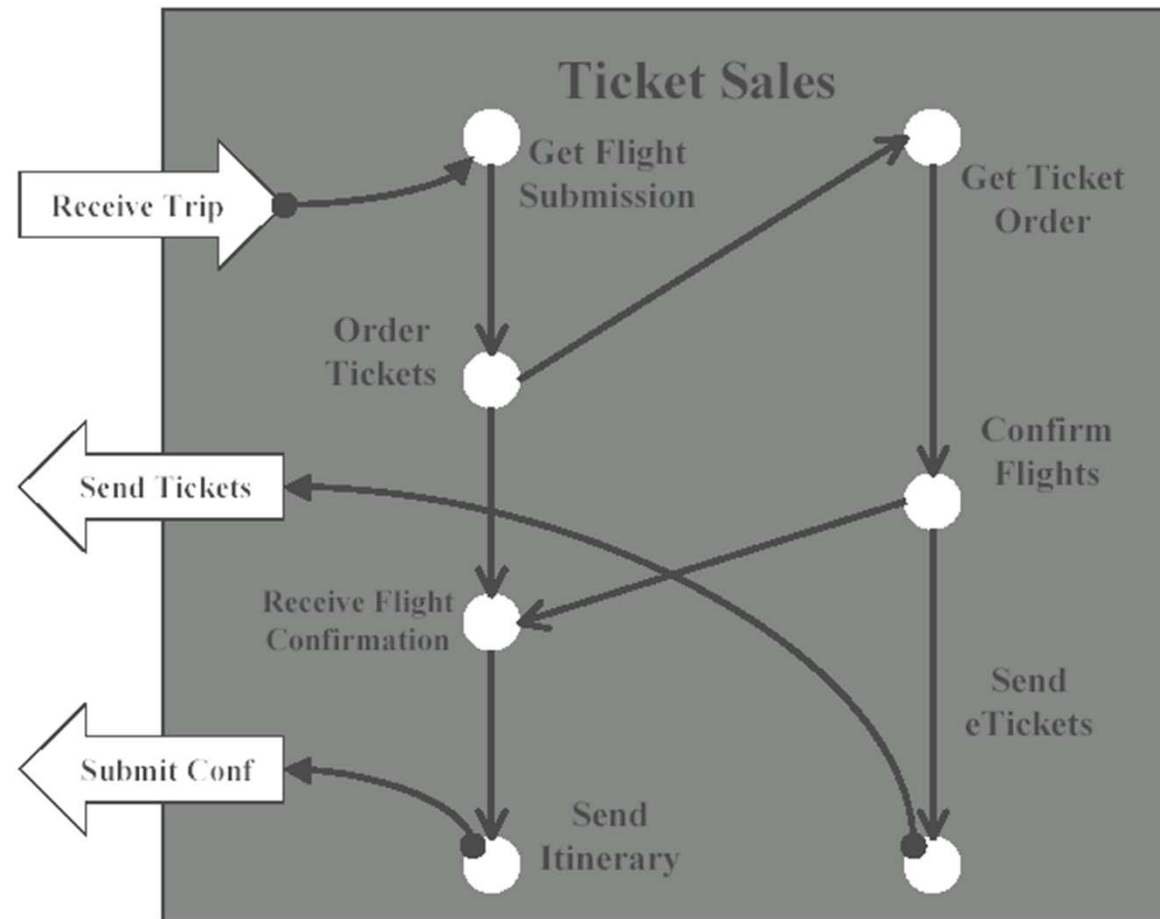 Ticket Sales
Get Flight
Submission
Get Ticket
Order
Receive Trip
Order
Tickets
Confirm
Flights
Send Tickets
Receive Flight
Confirmation
Send
eTickets
Submit Conf
Send
Itinerary